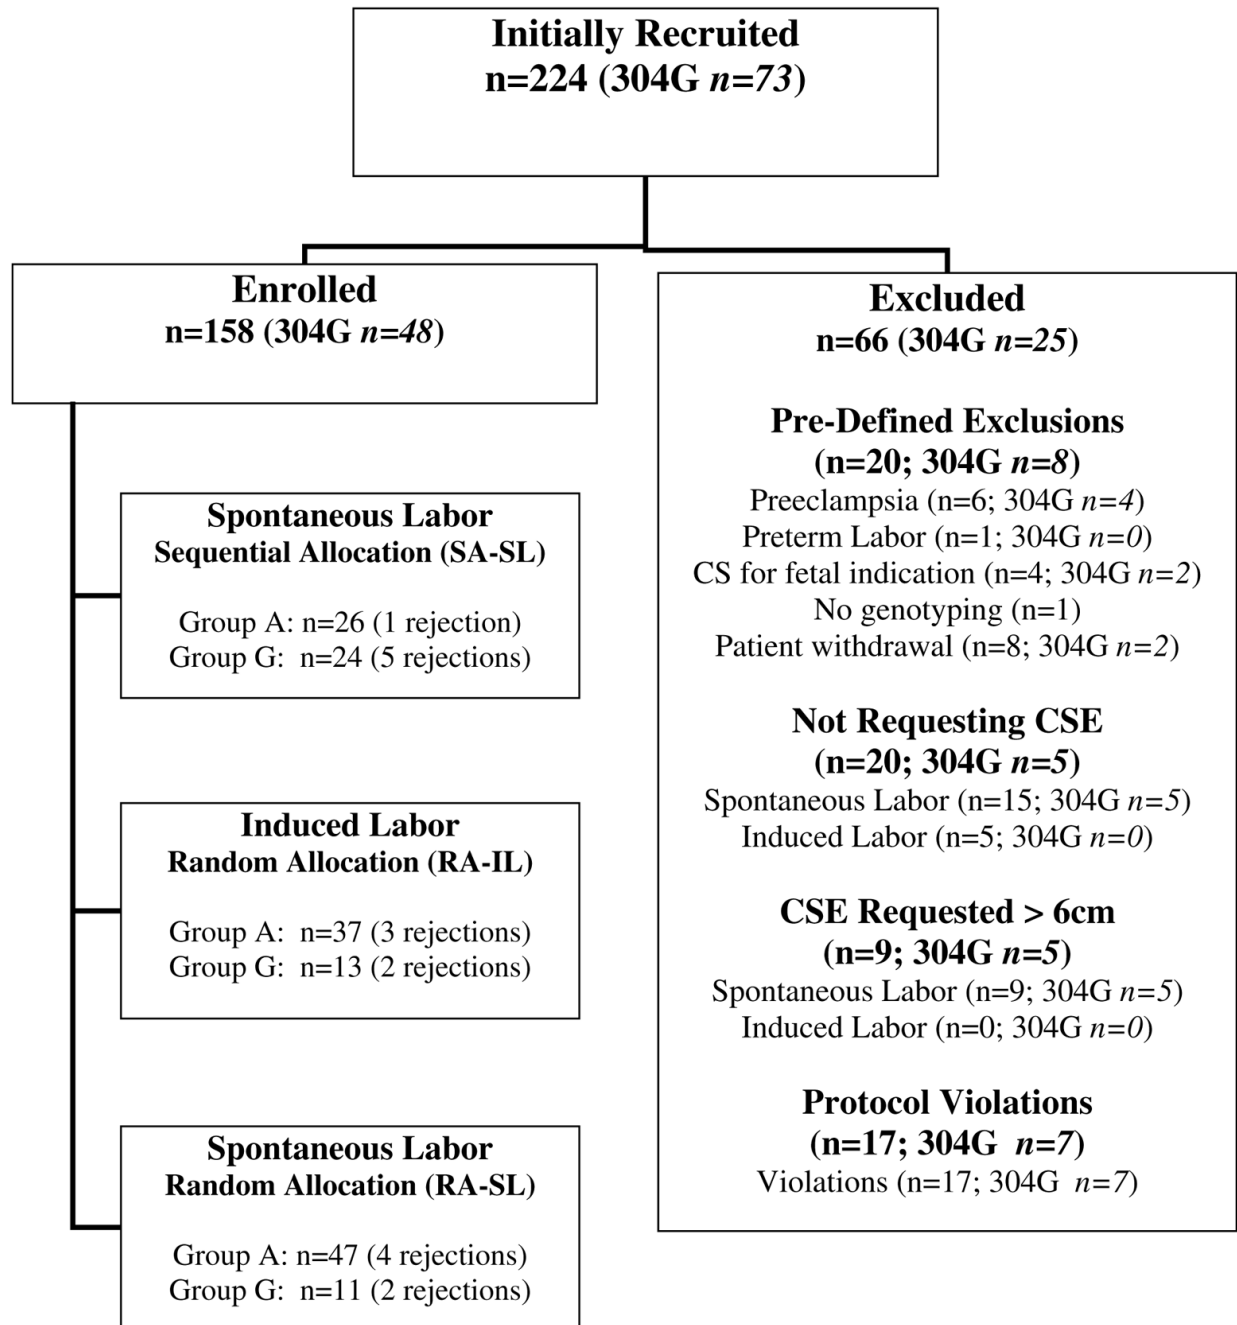 Initially Recruited
n=224 (304G n=73)
Enrolled
n=158 (304G n=48)
Spontaneous Labor
Sequential Allocation (SA-SL)
Group A: n=26 (1 rejection)
Group G: n=24 (5 rejections)
Induced Labor
Random Allocation (RA-IL)
Group A: n=37 (3 rejections)
Group G: n=13 (2 rejections)
Spontaneous Labor
Random Allocation (RA-SL)
Group A: n=47 (4 rejections)
Group G: n=11 (2 rejections)
Excluded
n=66 (304G n=25)
Pre-Defined Exclusions
(n=20; 304G n=8)
Preeclampsia (n=6; 304G n=4)
Preterm Labor (n=1; 304G n=0)
CS for fetal indication (n=4; 304G n=2)
No genotyping (n=1)
Patient withdrawal (n=8; 304G n=2)
Not Requesting CSE
(n=20; 304G n=5)
Spontaneous Labor (n=15; 304G n=5)
Induced Labor (n=5; 304G n=0)
CSE Requested > 6cm
(n=9; 304G n=5)
Spontaneous Labor (n=9; 304G n=5)
Induced Labor (n=0; 304G n=0)
Protocol Violations
(n=17; 304G n=7)
Violations (n=17; 304G n=7)